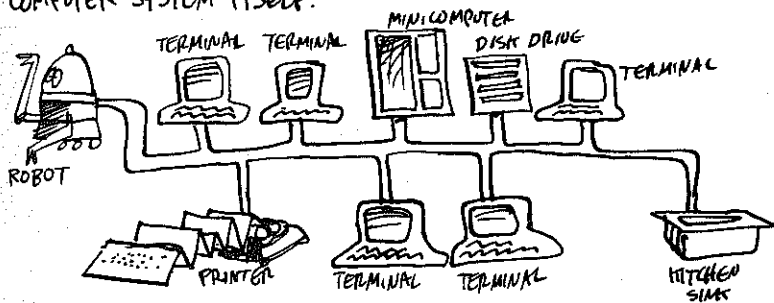 COMPUTER SYSTEM ITSELF.
MINICOMPUTER
TERMINAL TERMINAL DISK DRIVE
TERMINAL
A
ROBOT
PRINTER
TERMINAL TERMINAL
KITCHEN
SINK